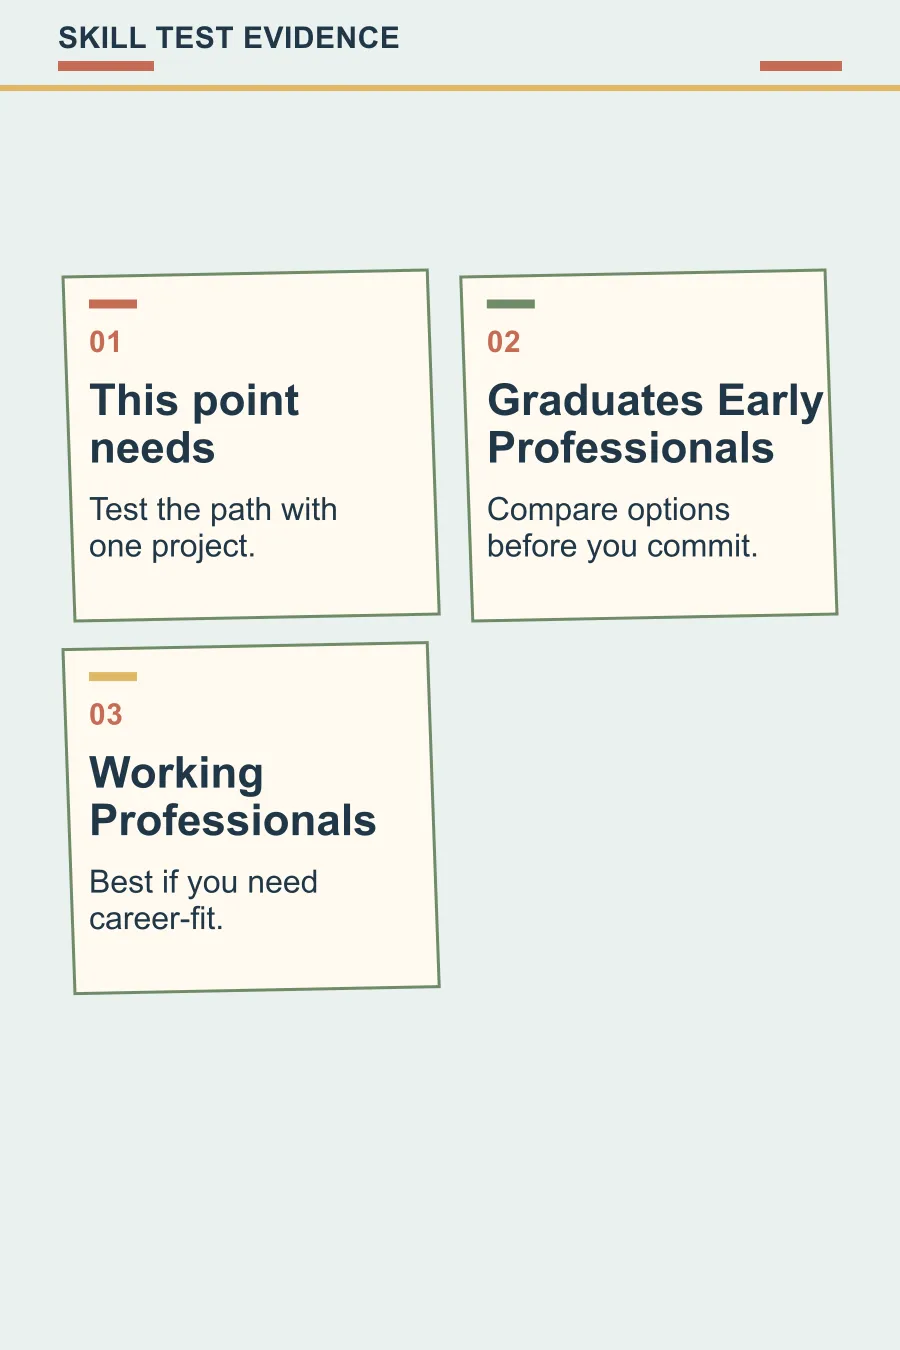 SKILL TEST EVIDENCE
01
This point
needs
Test the path with
one project.
02
Graduates Early
Professionals
Compare options
before you commit.
03
Working
Professionals
Best if you need
career-fit.